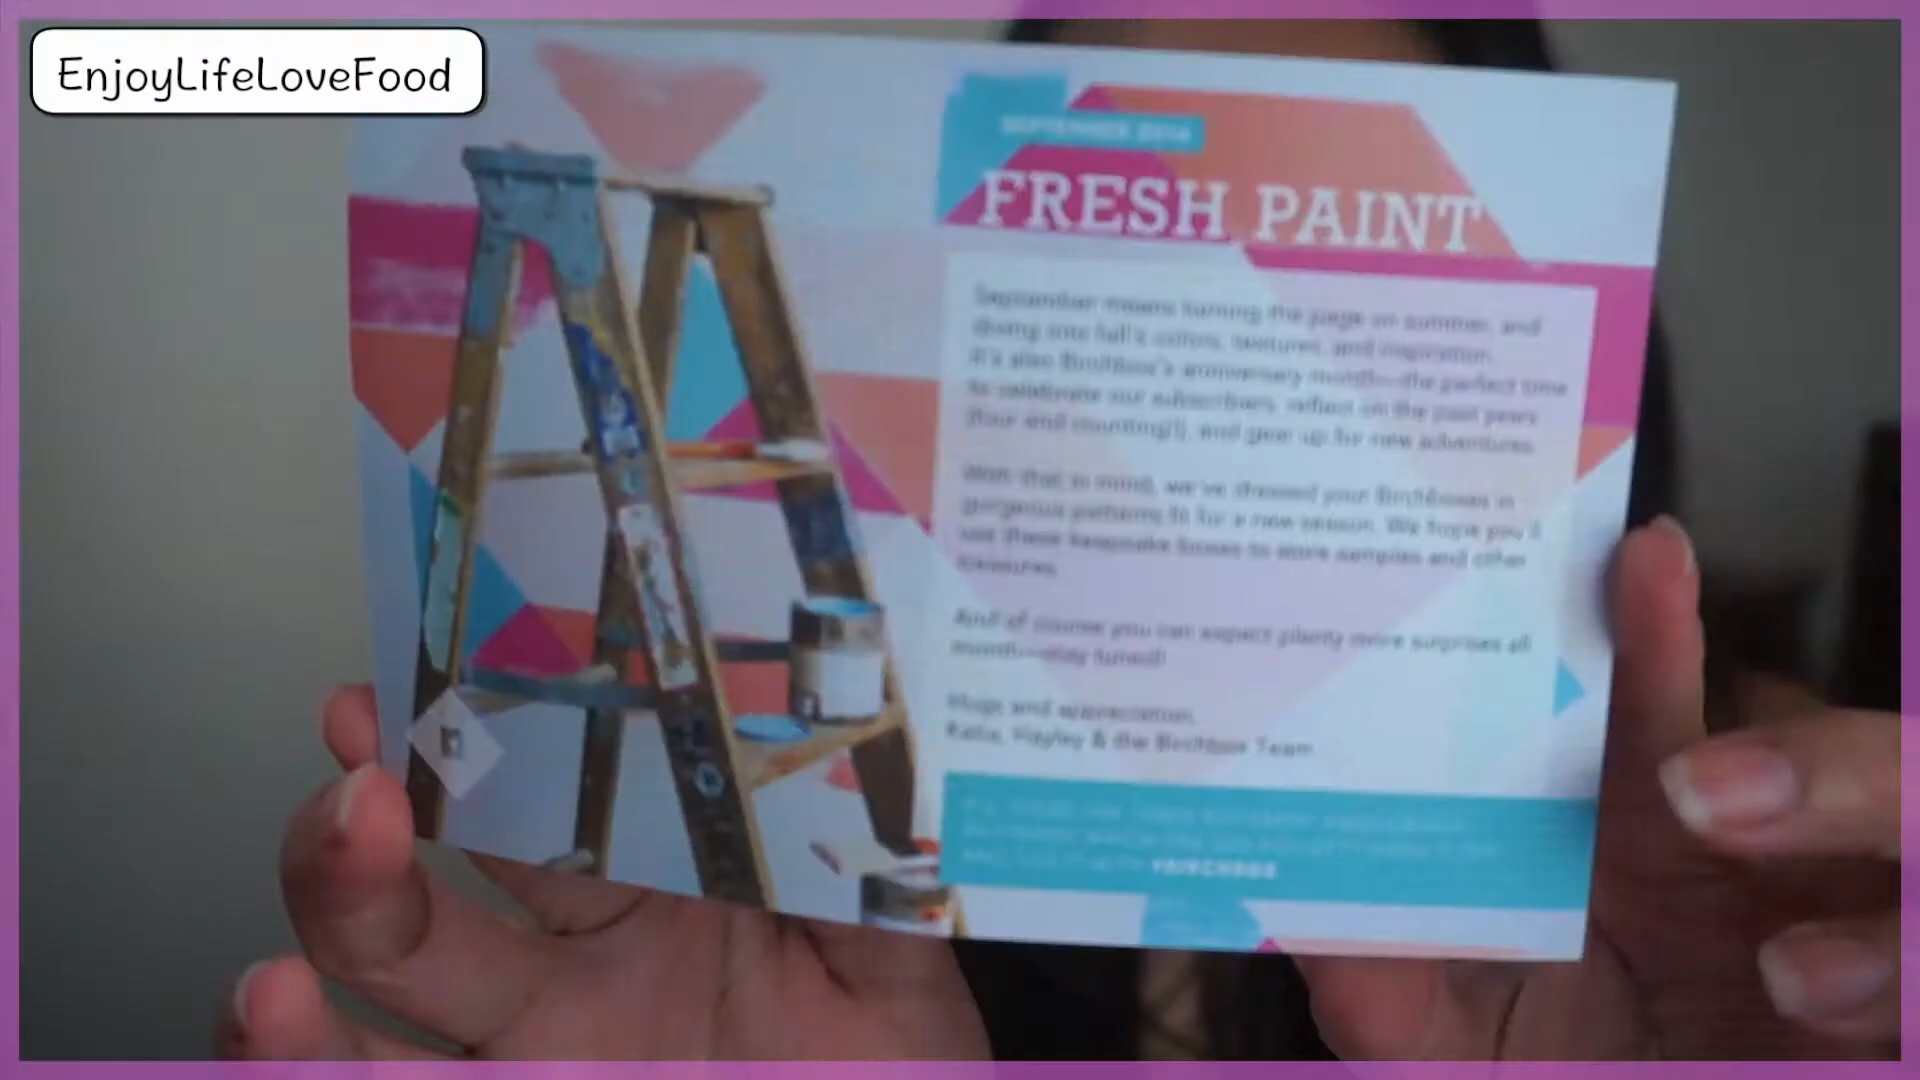 EnjoyLifeLoveFood
SEPTEMBER 2014
FRESH PAINT
September means turning the page on summer, and
diving into fall's colors, textures, and inspiration.
It's also Birchbox's anniversary month—the perfect time
to celebrate our subscribers, reflect on the past years
(four and counting!), and gear up for new adventures.
With that in mind, we've dressed your Birchboxes in
gorgeous patterns fit for a new season. We hope you'll
use these keepsake boxes to store samples and other
treasures.
And of course you can expect plenty more surprises all
month—stay tuned!
Hugs and appreciation,
Katia, Hayley & the Birchbox Team